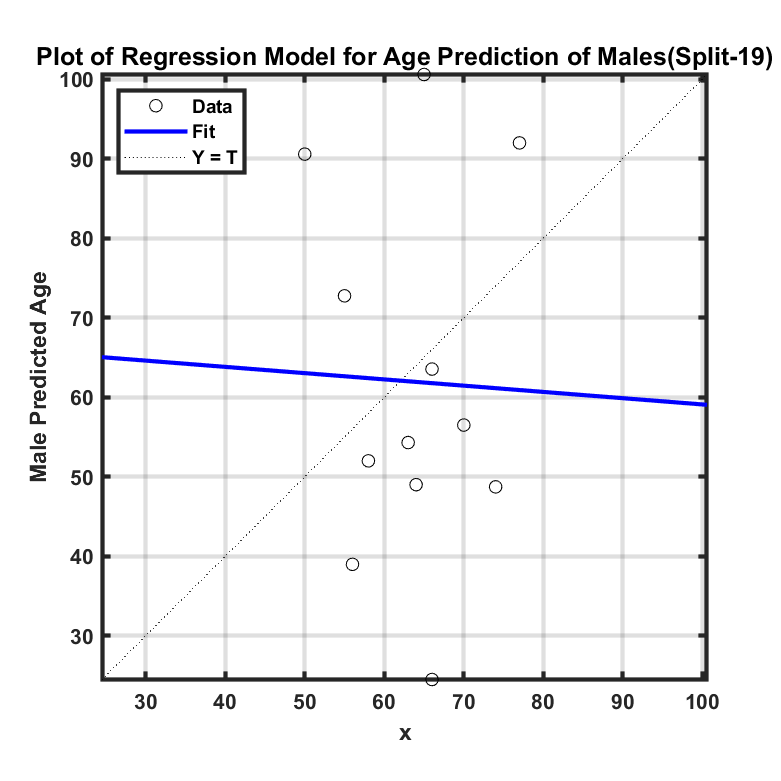 Plot of Regression Model for Age Prediction of Males(Split-19)
Data
Fit
Y = T
Male Predicted Age
100
90
80
70
60
50
40
30
30 40 50 60 70 80 90 100
x